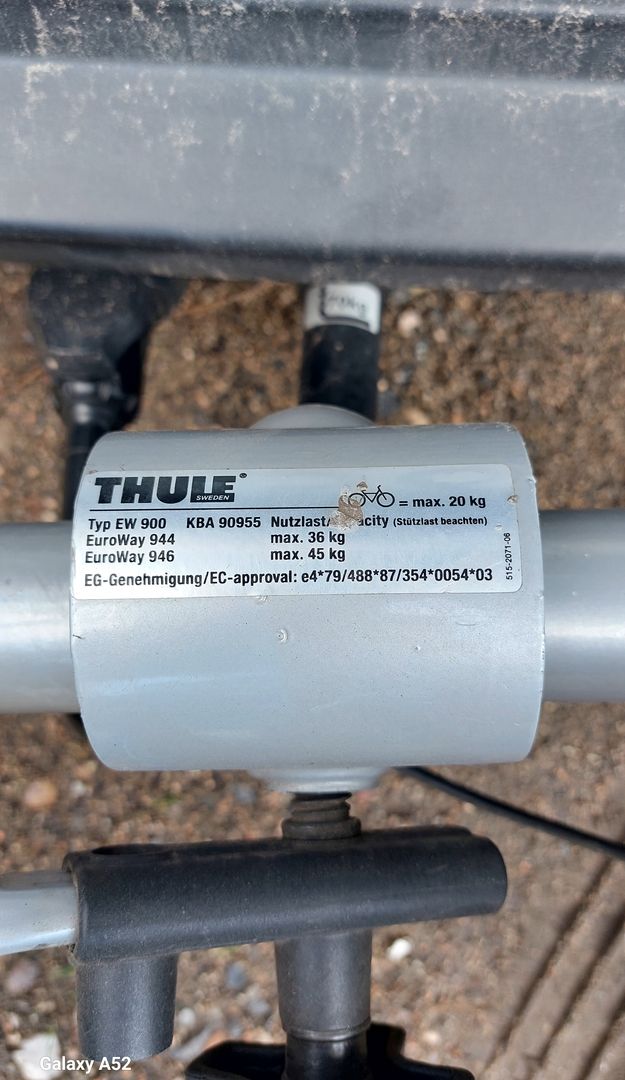 THULE®
SWEDEN
= max. 20 kg
Typ EW 900 KBA 90955 Nutzlast/ (Stützlast beachten)
EuroWay 944 max. 36 kg
EuroWay 946 max. 45 kg
EG-Genehmigung/EC-approval: e4*79/488*87/354*0054*03
515-2071-06
Galaxy A52